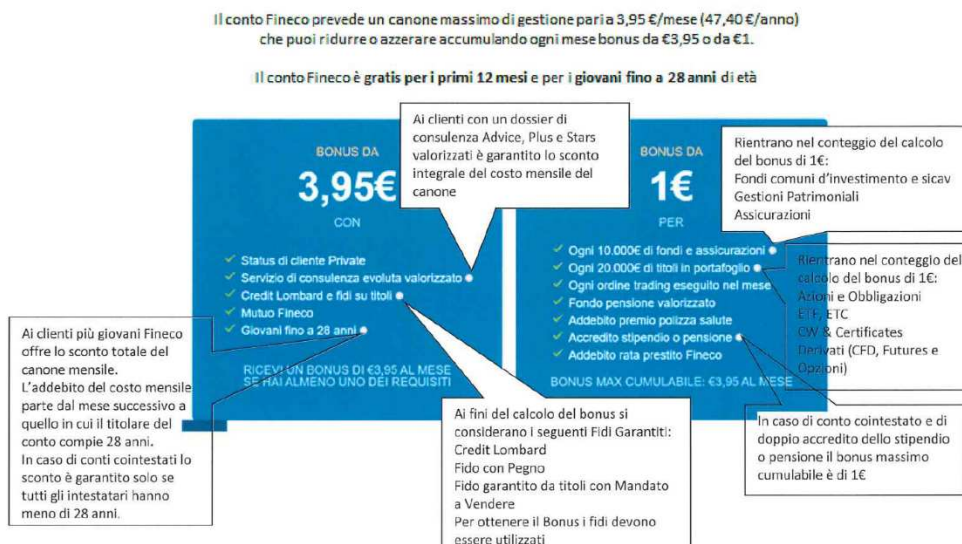 Il conto Fineco prevede un canone massimo di gestione pari a 3,95 €/mese (47,40 €/anno)
che puoi ridurre o azzerare accumulando ogni mese bonus da €3,95 o da €1.
Il conto Fineco è gratis per i primi 12 mesi e per i giovani fino a 28 anni di età
BONUS DA
3,95€
CON
Status di cliente Private
Servizio di consulenza evoluta valorizzato
Credit Lombard e fidi su titoli
Mutuo Fineco
Giovani fino a 28 anni
RICEVI UN BONUS DI €3,95 AL MESE
SE HAI ALMENO UNO DEI REQUISITI
Ai clienti con un dossier di
consulenza Advice, Plus e Stars
valorizzati è garantito lo sconto
integrale del costo mensile del
canone
BONUS DA
1€
PER
Ogni 10.000€ di fondi e assicurazioni
Ogni 20.000€ di titoli in portafoglio
Ogni ordine trading eseguito nel mese
Fondo pensione valorizzato
Addebito premio polizza salute
Accredito stipendio o pensione
Addebito rata prestito Fineco
BONUS MAX CUMULABILE: €3,95 AL MESE
Rientrano nel conteggio del calcolo
del bonus di 1€:
Fondi comuni d'investimento e sicav
Gestioni Patrimoniali
Assicurazioni
Rientrano nel conteggio del
calcolo del bonus di 1€:
Azioni e Obbligazioni
ETF, ETC
CW & Certificates
Derivati (CFD, Futures e
Opzioni)
Ai clienti più giovani Fineco
offre lo sconto totale del
canone mensile.
L'addebito del costo mensile
parte dal mese successivo a
quello in cui il titolare del
conto compie 28 anni.
In caso di conti cointestati lo
sconto è garantito solo se
tutti gli intestatari hanno
meno di 28 anni.
Ai fini del calcolo del bonus si
considerano i seguenti Fidi Garantiti:
Credit Lombard
Fido con Pegno
Fido garantito da titoli con Mandato
a Vendere
Per ottenere il Bonus i fidi devono
essere utilizzati
In caso di conto cointestato e di
doppio accredito dello stipendio
o pensione il bonus massimo
cumulabile è di 1€